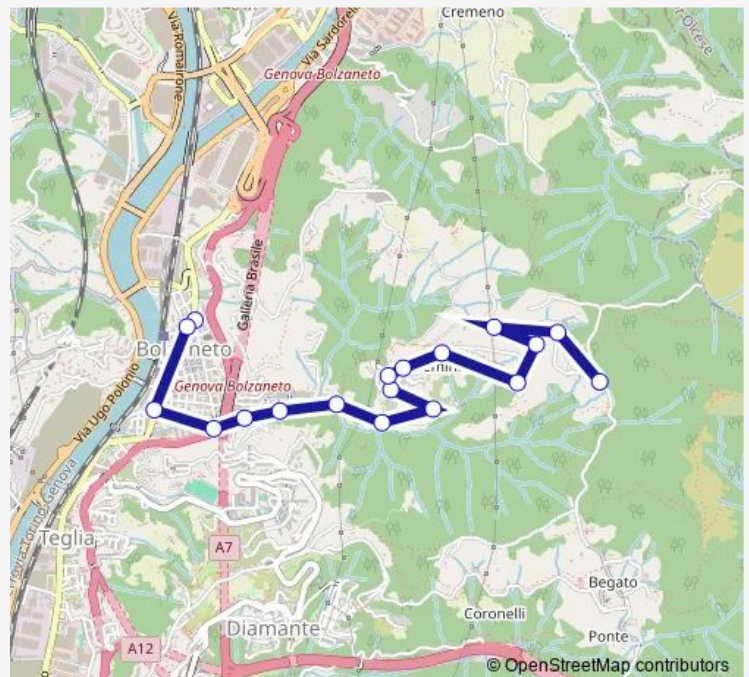 Cremeno
Via Romairone
Via Sardorella
Genova Bolzaneto
Galleria Brasile
Genova Bolzaneto
Via Ugo Polonio
Teglia
A7
Diamante
A12
Begato
Coronelli
Ponte
© OpenStreetMap contributors